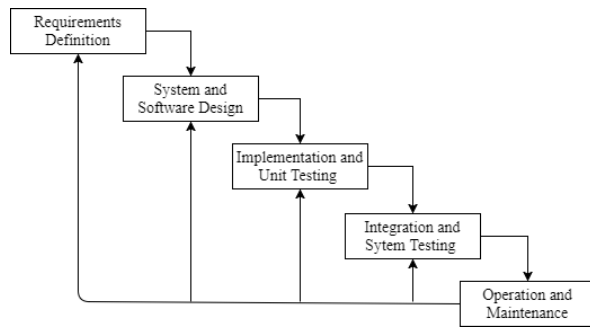 Requirements
Definition
System and
Software Design
Implementation and
Unit Testing
Integration and
Sytem Testing
Operation and
Maintenance